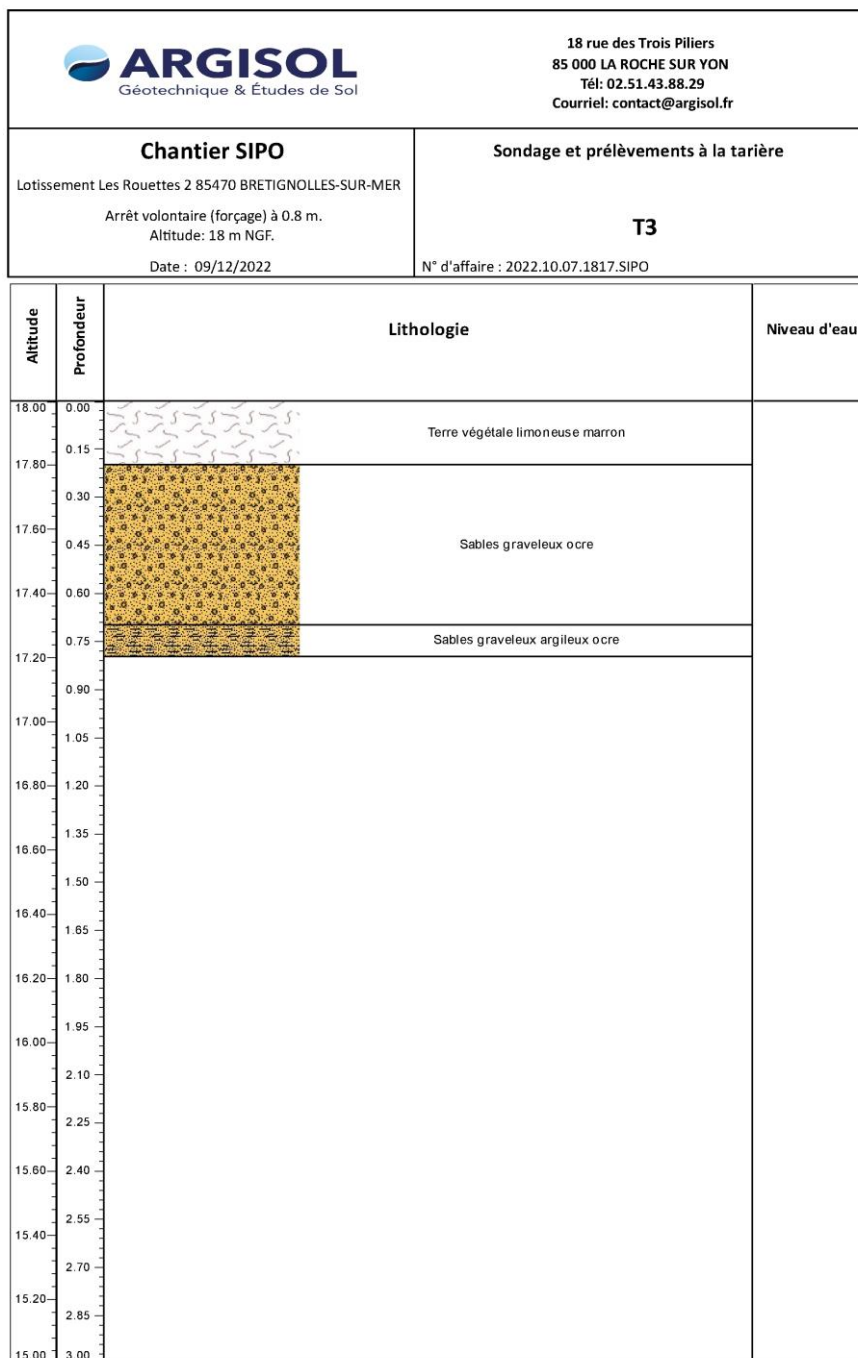 ARGISOL
Géotechnique & Études de Sol
18 rue des Trois Piliers
85 000 LA ROCHE SUR YON
Tél: 02.51.43.88.29
Courriel: contact@argisol.fr
Chantier SIPO
Lotissement Les Rouettes 2 85470 BRETIGNOLLES-SUR-MER
Arrêt volontaire (forçage) à 0.8 m.
Altitude: 18 m NGF.
Date : 09/12/2022
Sondage et prélèvements à la tarière
T3
N° d'affaire : 2022.10.07.1817.SIPO
Altitude
Profondeur
Lithologie
Niveau d'eau
18.00 0.00
Terre végétale limoneuse marron
0.15
17.80
0.30
17.60
0.45
Sables graveleux ocre
17.40 0.60
0.75
Sables graveleux argileux ocre
17.20
0.90
17.00
1.05
16.80 1.20
1.35
16.60
1.50
16.40
1.65
16.20 1.80
1.95
16.00
2.10
15.80
2.25
15.60 2.40
2.55
15.40
2.70
15.20
2.85
15.00 3.00